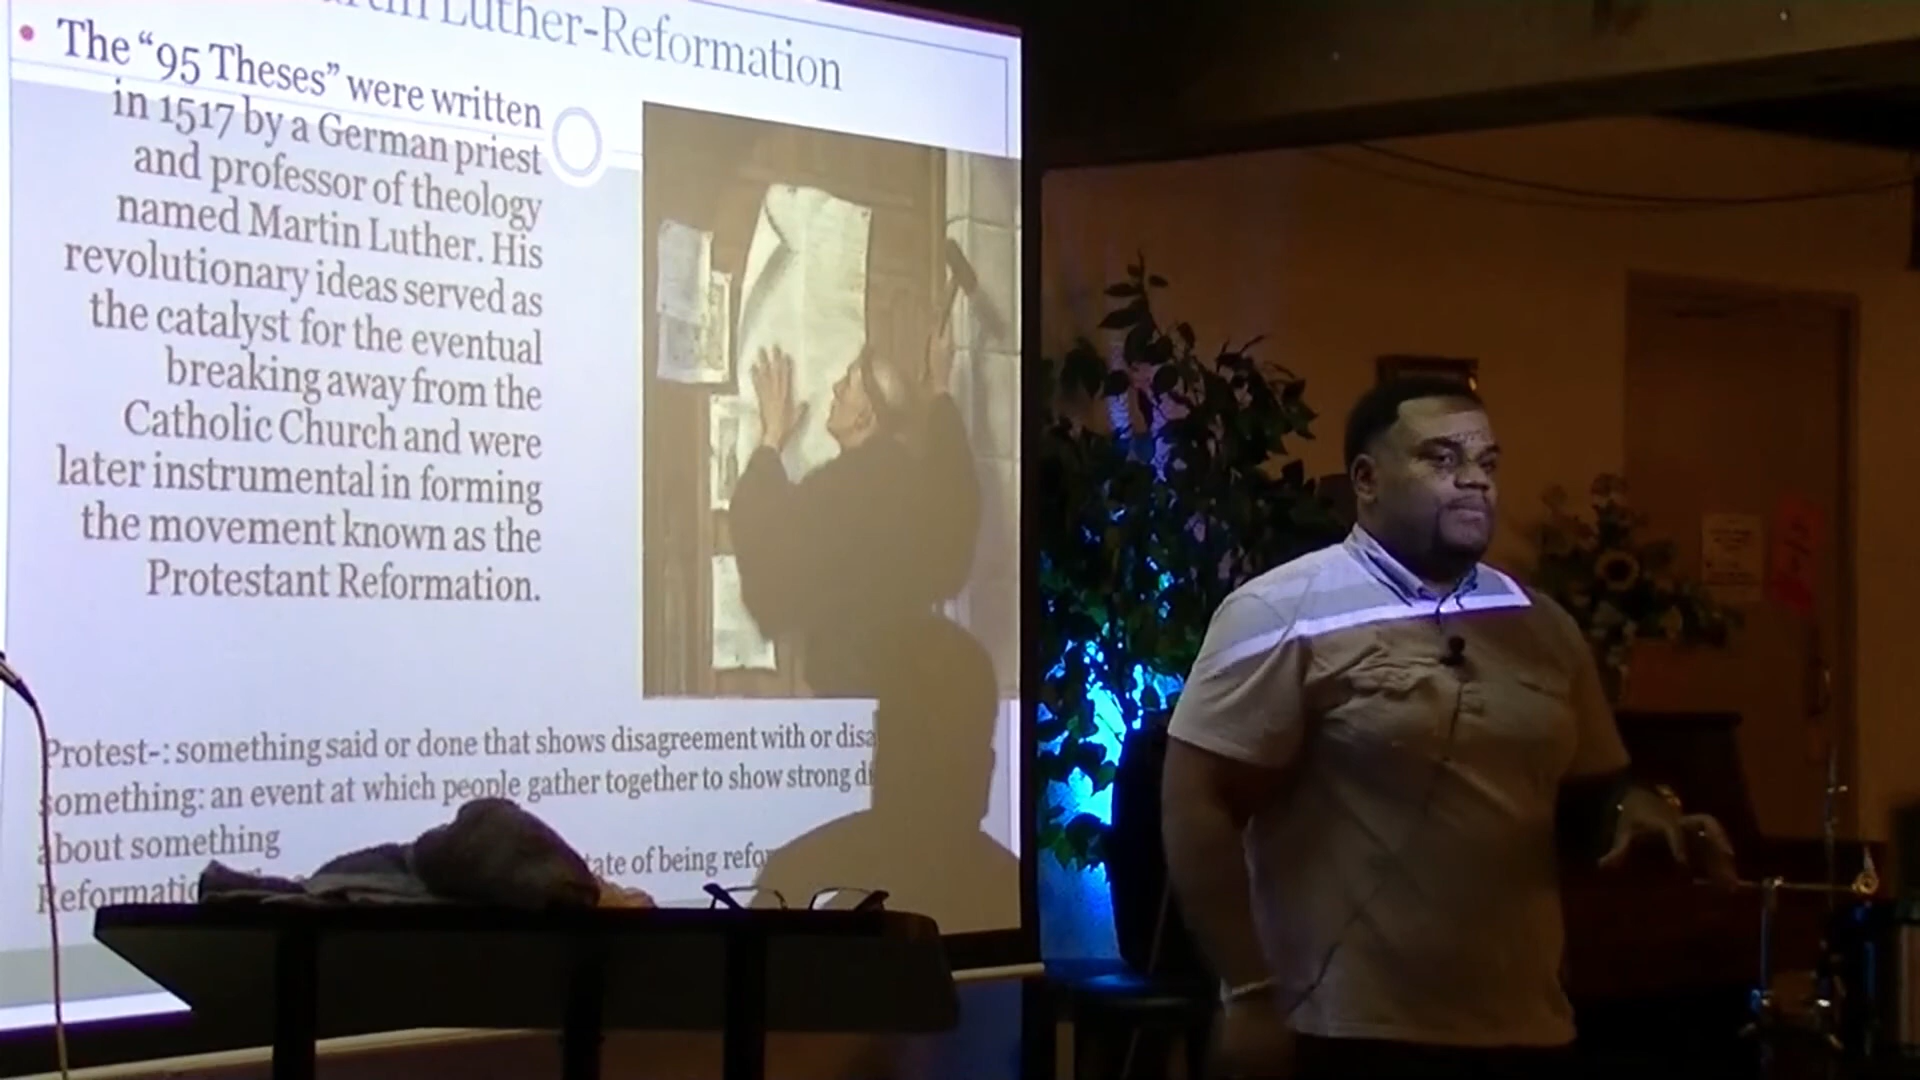 Luther-Reformation
• The “95 Theses” were written
in 1517 by a German priest
and professor of theology
named Martin Luther. His
revolutionary ideas served as
the catalyst for the eventual
breaking away from the
Catholic Church and were
later instrumental in forming
the movement known as the
Protestant Reformation.
Protest-: something said or done that shows disagreement with or
something: an event at which people gather together to show strong
about something
of being